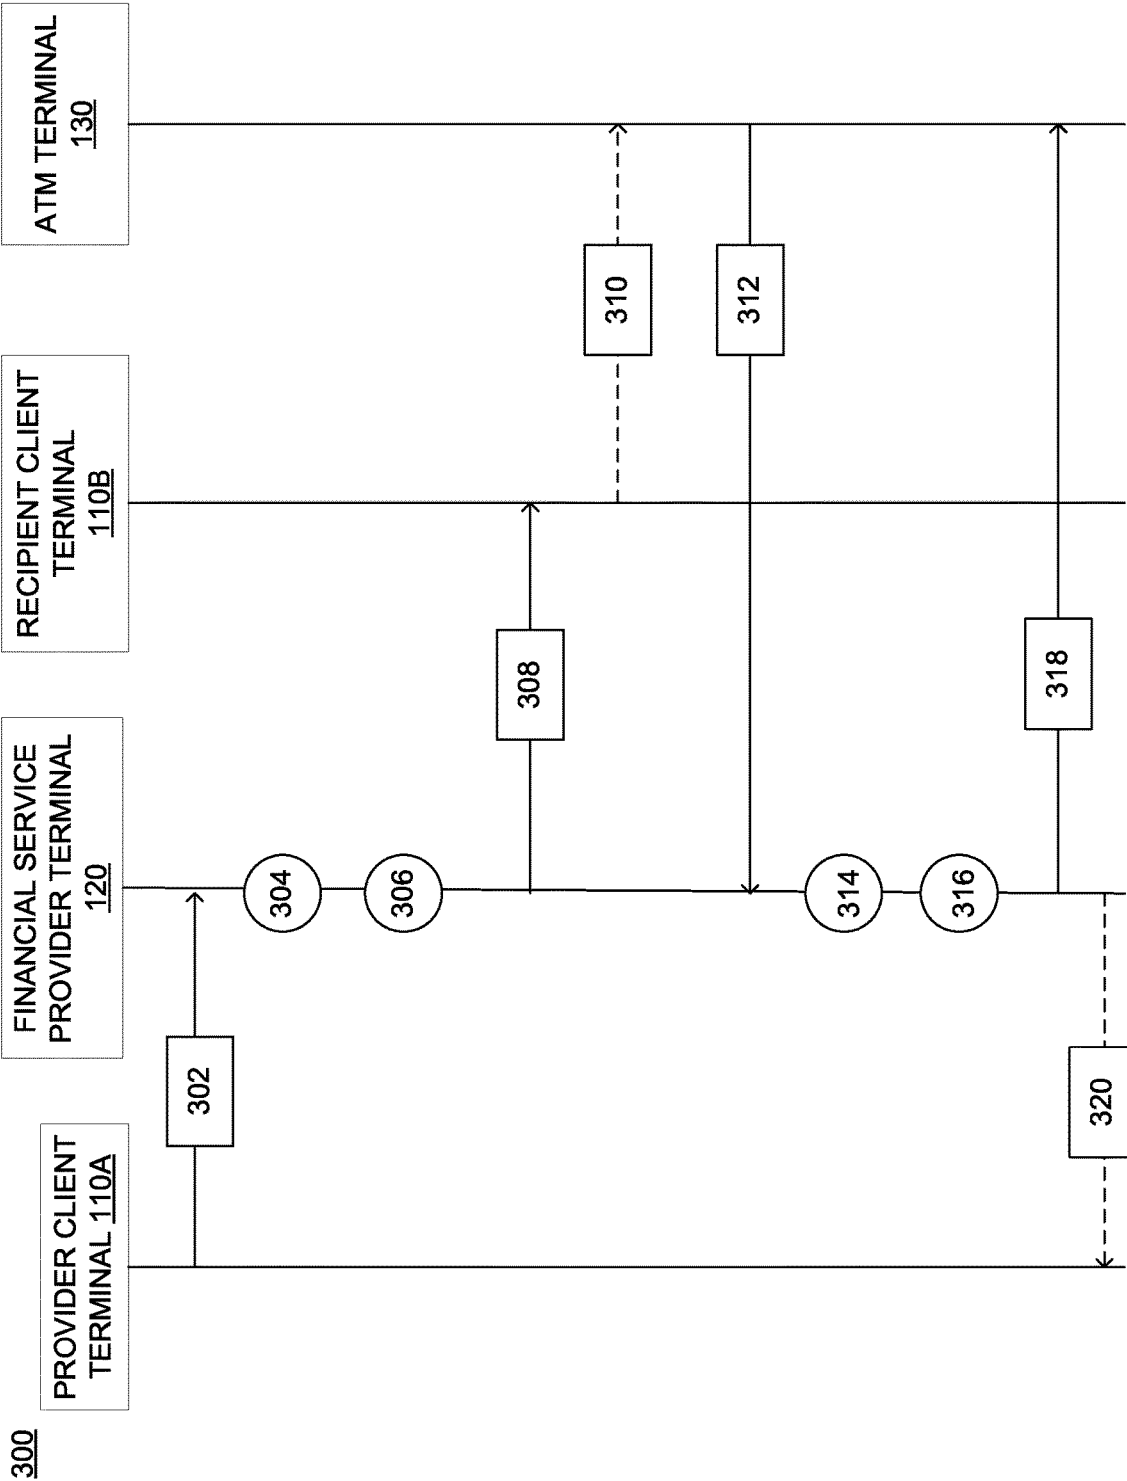 300
PROVIDER CLIENT
TERMINAL 110A
FINANCIAL SERVICE
PROVIDER TERMINAL
120
RECIPIENT CLIENT
TERMINAL
110B
ATM TERMINAL
130
302
304
306
308
310
312
314
316
318
320